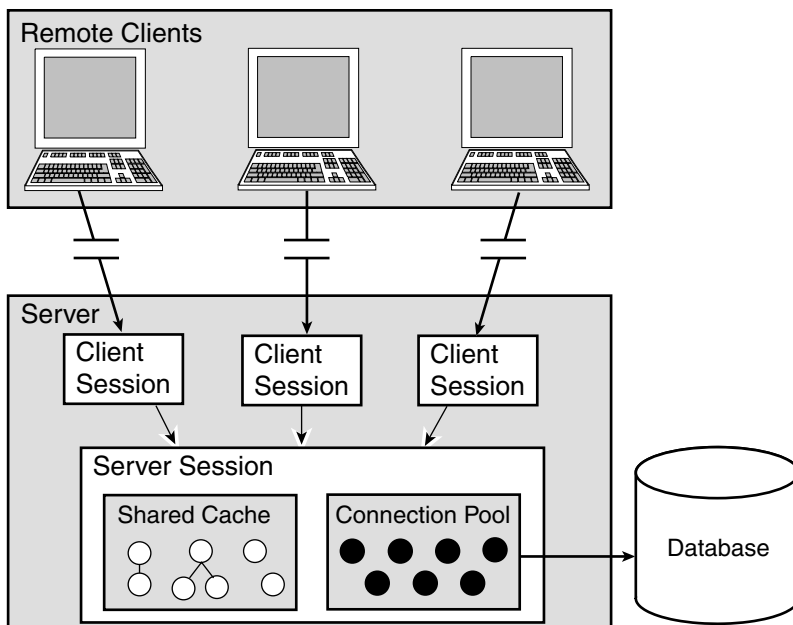 Remote Clients
Server
Client
Session
Client
Session
Client
Session
Server Session
Shared Cache
Connection Pool
Database